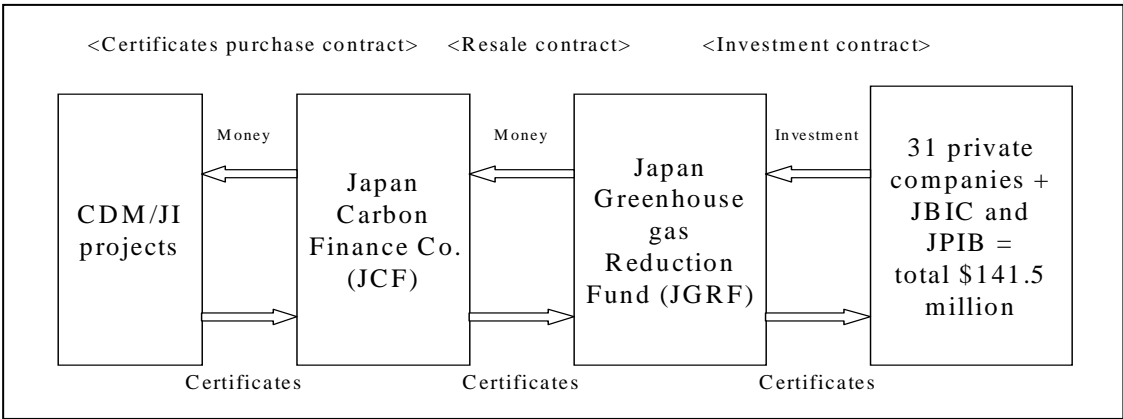 <Certificates purchase contract> <Resale contract> <Investment contract>
CDM/JI
projects
Money
Certificates
Japan
Carbon
Finance Co.
(JCF)
Money
Certificates
Japan
Greenhouse
gas
Reduction
Fund (JGRF)
Investment
Certificates
31 private
companies +
JBIC and
JPIB =
total $141.5
million